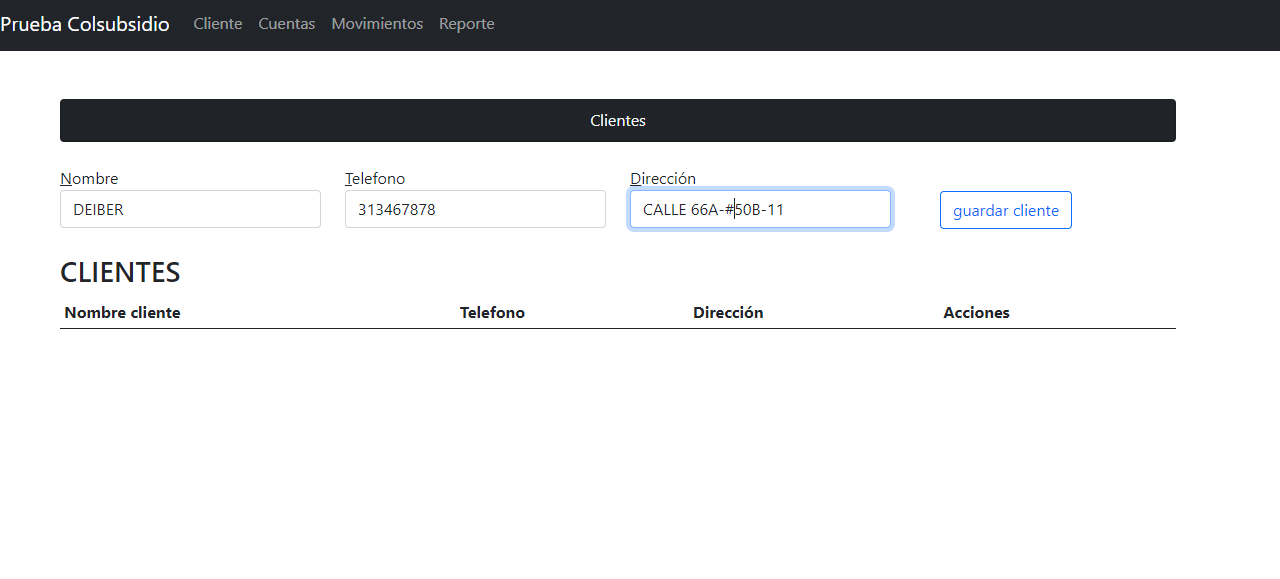 Prueba Colsubsidio Cliente Cuentas Movimientos Reporte
Clientes
Nombre Telefono Dirección
DEIBER 313467878 CALLE 66A-#50B-11 guardar cliente
CLIENTES
Nombre cliente Telefono Dirección Acciones